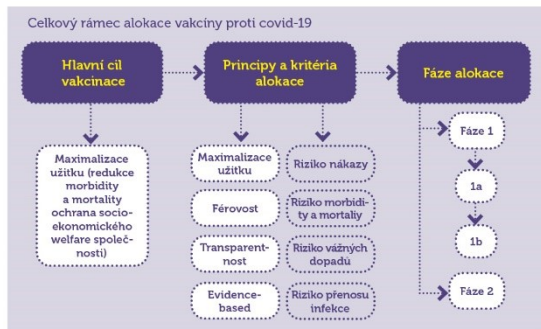 Celkový rámec alokace vakcíny proti covid-19
Hlavní cíl
vakcinace
Principy a kritéria
alokace
Fáze alokace
Maximalizace
užitku (redukce
morbidity
a mortality
ochrana socio-
ekonomického
welfare společ-
nosti)
Maximalizace
užitku
Férovost
Transparent-
nost
Evidence-
based
Riziko nákazy
Riziko morbidi-
ty a mortaliy
Riziko vážných
dopadů
Riziko přenosu
infekce
Fáze 1
1a
1b
Fáze 2